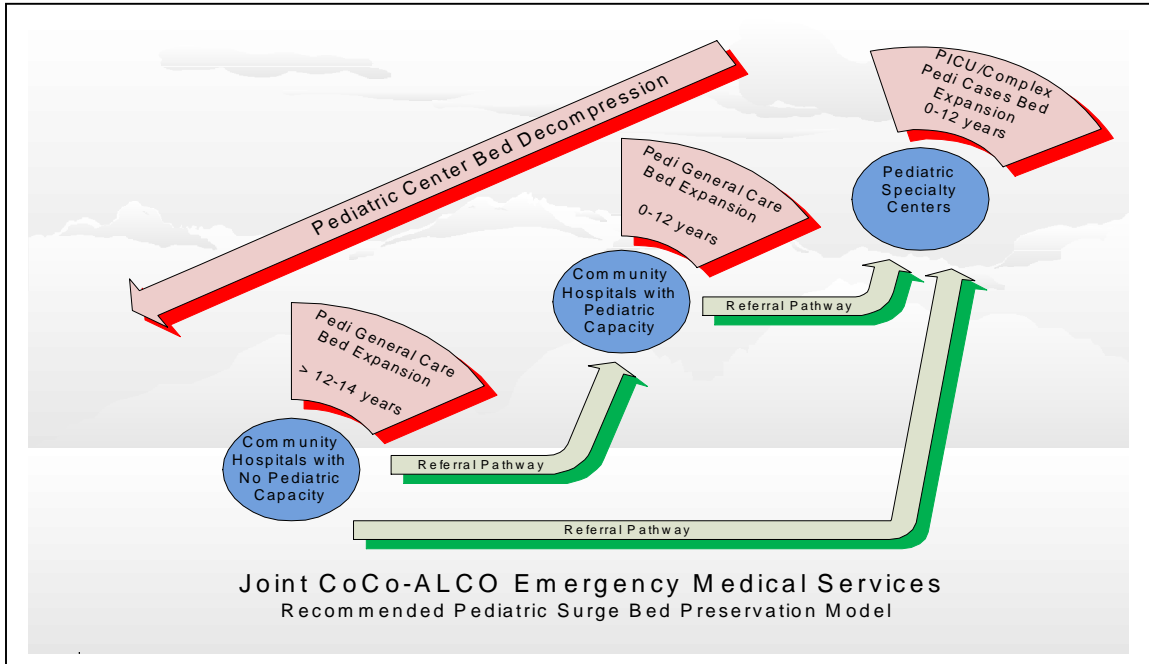 Pediatric Center Bed Decompression
PICU/Complex
Pedi Cases Bed
Expansion
0-12 years
Pediatric
Specialty
Centers
Pedi General Care
Bed Expansion
0-12 years
Community
Hospitals with
Pediatric
Capacity
Referral Pathway
Pedi General Care
Bed Expansion
> 12-14 years
Community
Hospitals with
No Pediatric
Capacity
Referral Pathway
Referral Pathway
Joint CoCo-ALCO Emergency Medical Services
Recommended Pediatric Surge Bed Preservation Model